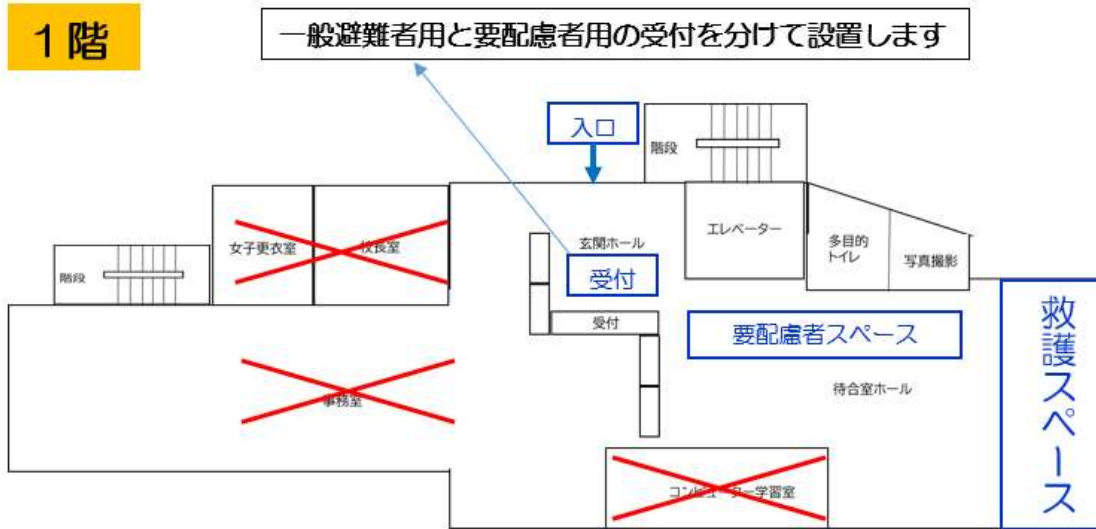 1階
一般避難者用と要配慮者用の受付を分けて設置します
入口
階段
エレベーター
多目的
トイレ
写真撮影
女子更衣室
校長室
階段
玄関ホール
受付
受付
要配慮者スペース
待合室ホール
救護スペース
事務室
コンピューター学習室